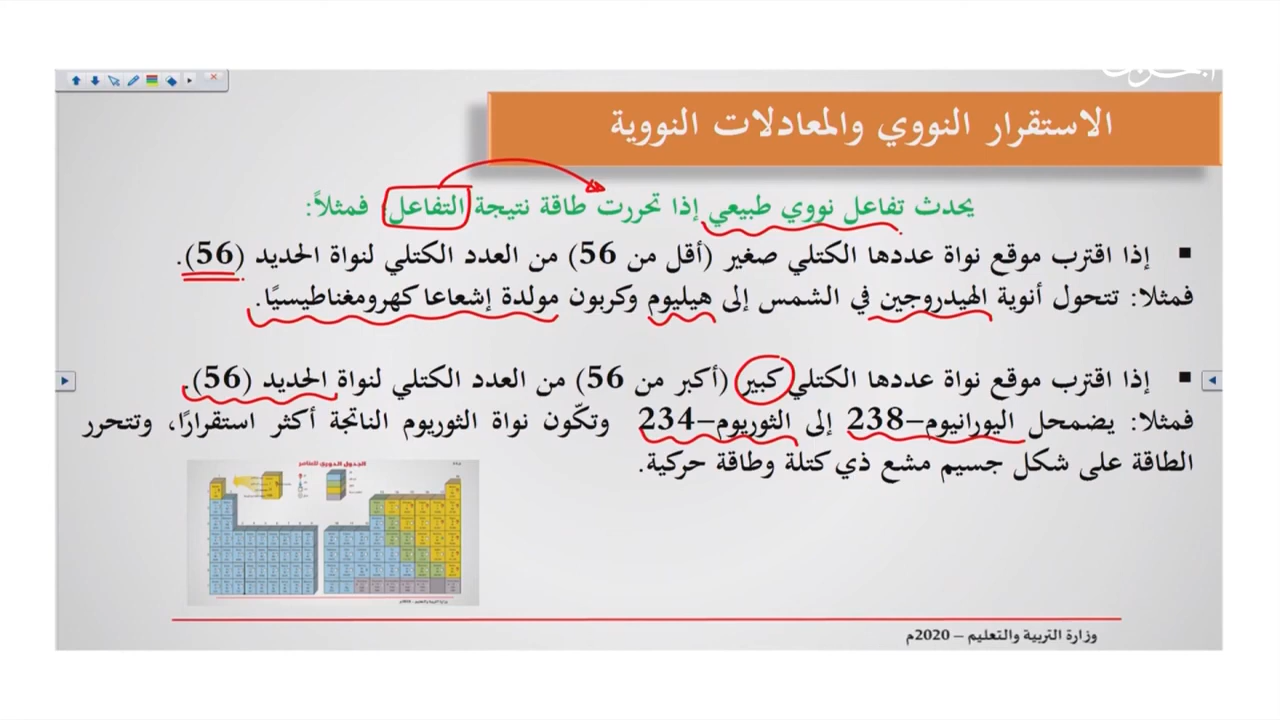 البحرين
الاستقرار النووي والمعادلات النووية
يحدث تفاعل نووي طبيعي إذا تحررت طاقة نتيجة التفاعل، فمثلاً:
▪ إذا اقترب موقع نواة عددها الكتلي صغير (أقل من 56) من العدد الكتلي لنواة الحديد (56).
فمثلا: تتحول أنوية الهيدروجين في الشمس إلى هيليوم وكربون مولدة إشعاعا كهرومغناطيسيًا.
▪ إذا اقترب موقع نواة عددها الكتلي كبير (أكبر من 56) من العدد الكتلي لنواة الحديد (56).
فمثلا: يضمحل اليورانيوم–238 إلى الثوريوم–234 وتكّون نواة الثوريوم الناتجة أكثر استقرارًا، وتتحرر
الطاقة على شكل جسيم مشع ذي كتلة وطاقة حركية.
الجدول الدوري للعناصر
وزارة التربية والتعليم – 2020م